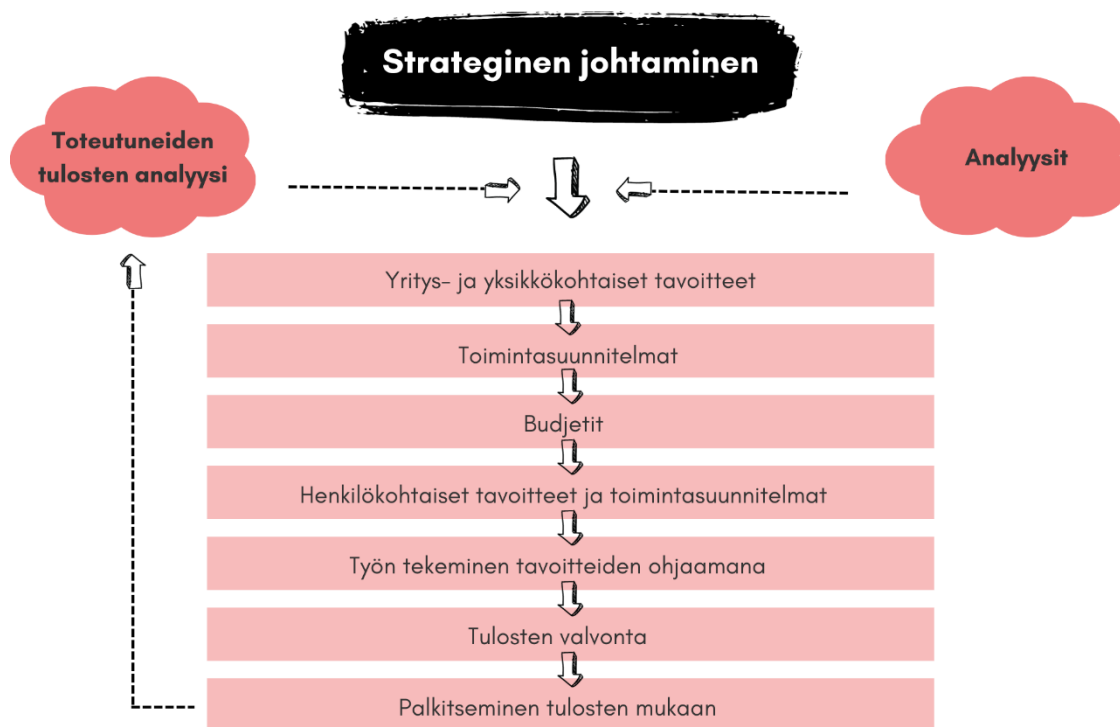 Strateginen johtaminen
Toteutuneiden
tulosten analyysi
Analyysit
Yritys- ja yksikkökohtaiset tavoitteet
Toimintasuunnitelmat
Budjetit
Henkilökohtaiset tavoitteet ja toimintasuunnitelmat
Työn tekeminen tavoitteiden ohjaamana
Tulosten valvonta
Palkitseminen tulosten mukaan